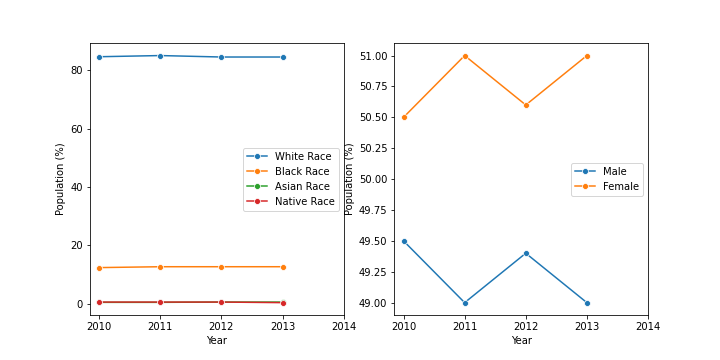 80
60
40
20
0
Population (%)
2010 2011 2012 2013 2014
Year
White Race
Black Race
Asian Race
Native Race
51.00
50.75
50.50
50.25
50.00
49.75
49.50
49.25
49.00
Population (%)
2010 2011 2012 2013 2014
Year
Male
Female